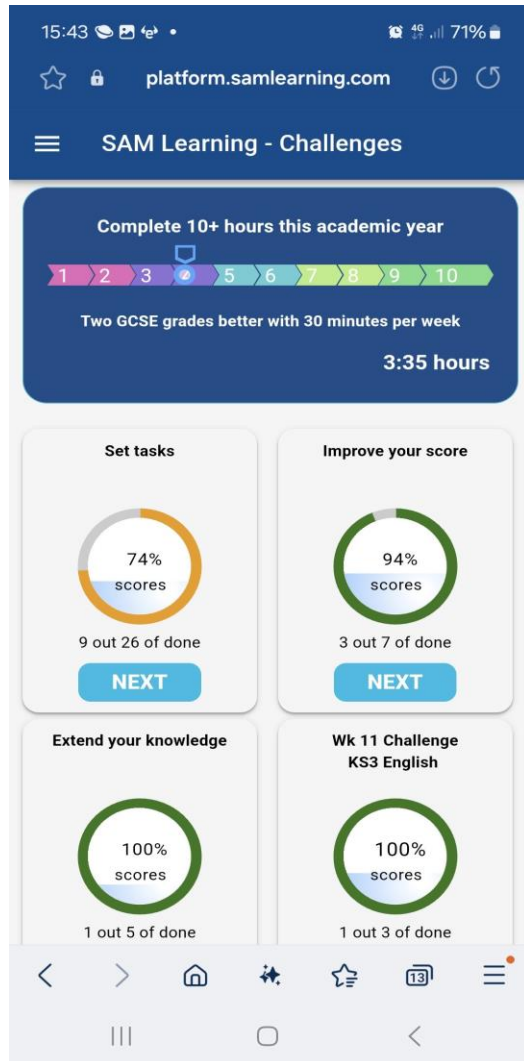 15:43
4G 71%
platform.samlearning.com
SAM Learning - Challenges
Complete 10+ hours this academic year
1 2 3 5 6 7 8 9 10
Two GCSE grades better with 30 minutes per week
3:35 hours
Set tasks
74%
scores
9 out 26 of done
NEXT
Improve your score
94%
scores
3 out 7 of done
NEXT
Extend your knowledge
100%
scores
1 out 5 of done
Wk 11 Challenge
KS3 English
100%
scores
1 out 3 of done
13